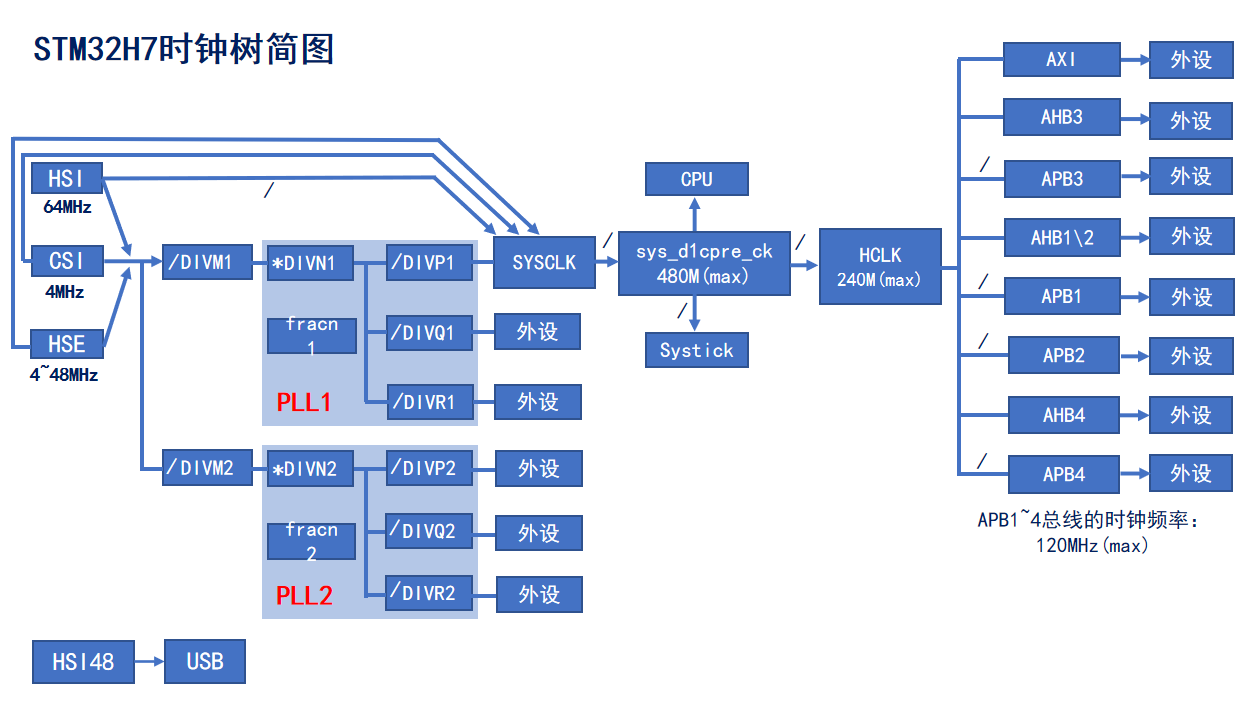 STM32H7时钟树简图
HSI
64MHz
CSI
4MHz
HSE
4~48MHz
/
/DIVM1
*DIVN1
fracn
1
PLL1
/DIVP1
/DIVQ1
/DIVR1
SYSCLK
外设
外设
/DIVM2
*DIVN2
fracn
2
PLL2
/DIVP2
/DIVQ2
/DIVR2
外设
外设
外设
HSI48
USB
/
CPU
sys_d1cpre_ck
480M(max)
/
Systick
/
HCLK
240M(max)
AXI
外设
AHB3
外设
/
APB3
外设
AHB1\2
外设
/
APB1
外设
/
APB2
外设
AHB4
外设
/
APB4
外设
APB1~4总线的时钟频率：
120MHz(max)